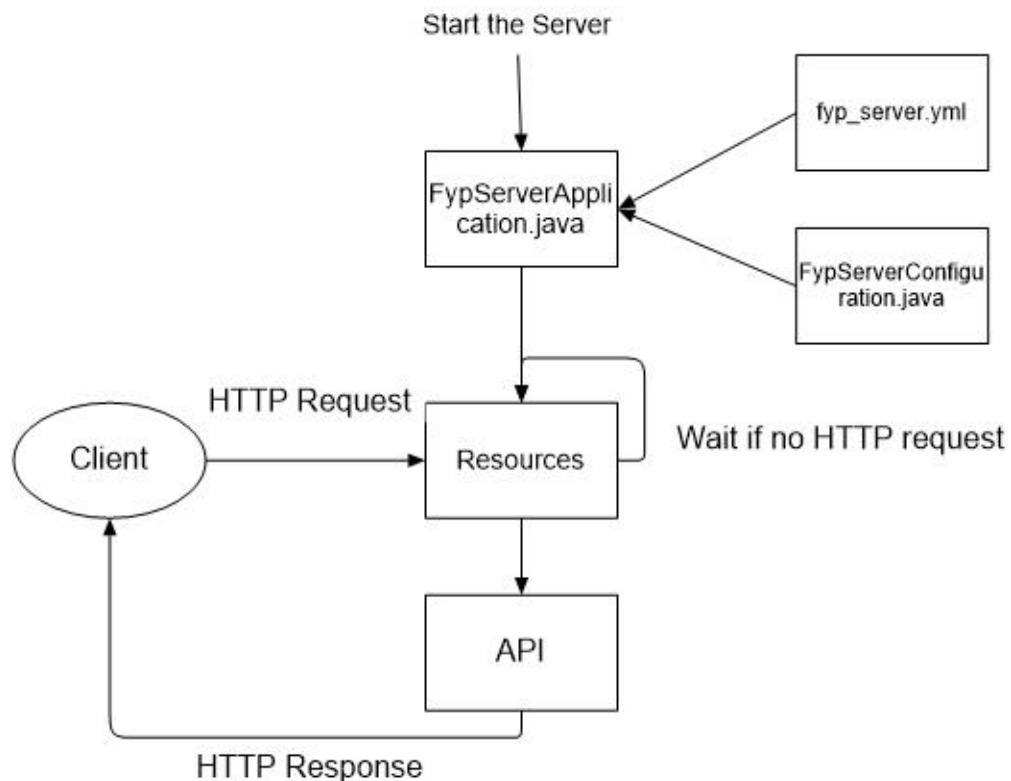 Start the Server
fyp_server.yml
FypServerAppli
cation.java
FypServerConfigu
ration.java
HTTP Request
Client
Resources
Wait if no HTTP request
API
HTTP Response